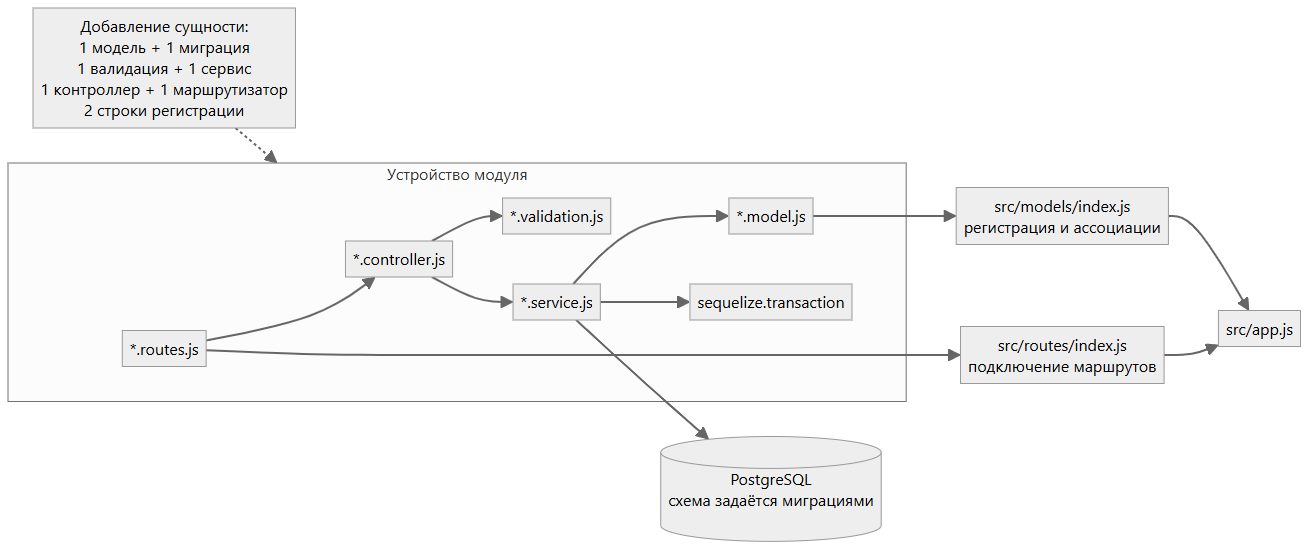 Добавление сущности:
1 модель + 1 миграция
1 валидация + 1 сервис
1 контроллер + 1 маршрутизатор
2 строки регистрации
Устройство модуля
*.validation.js
*.model.js
src/models/index.js
регистрация и ассоциации
*.controller.js
*.service.js
sequelize.transaction
src/app.js
*.routes.js
src/routes/index.js
подключение маршрутов
PostgreSQL
схема задаётся миграциями